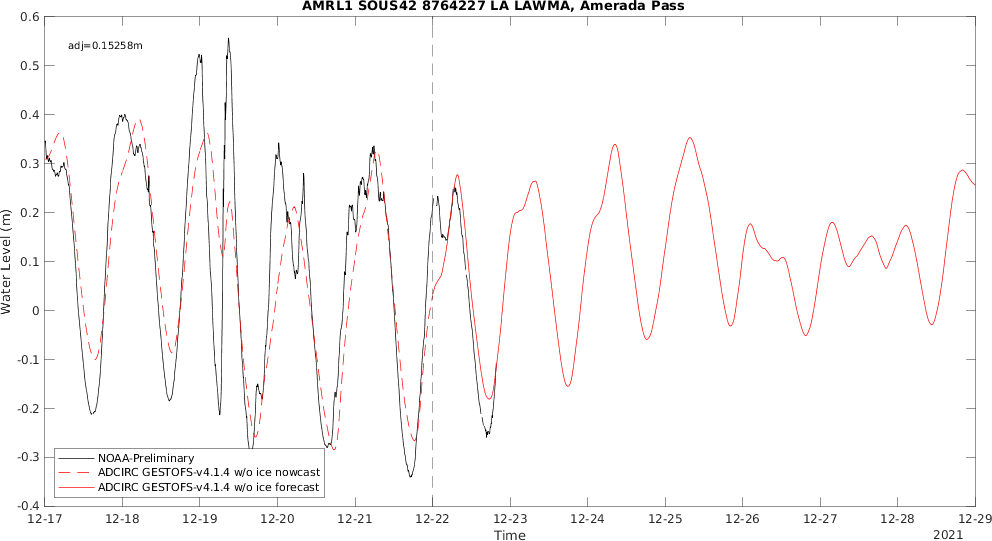 AMRL1 SOUS42 8764227 LA LAWMA, Amerada Pass
0.6
adj=0.15258m
0.5
0.4
0.3
0.2
0.1
0
-0.1
-0.2
-0.3
-0.4
Water Level (m)
NOAA-Preliminary
ADCIRC GESTOFS-v4.1.4 w/o ice nowcast
ADCIRC GESTOFS-v4.1.4 w/o ice forecast
12-17 12-18 12-19 12-20 12-21 12-22 12-23 12-24 12-25 12-26 12-27 12-28 12-29
Time
2021